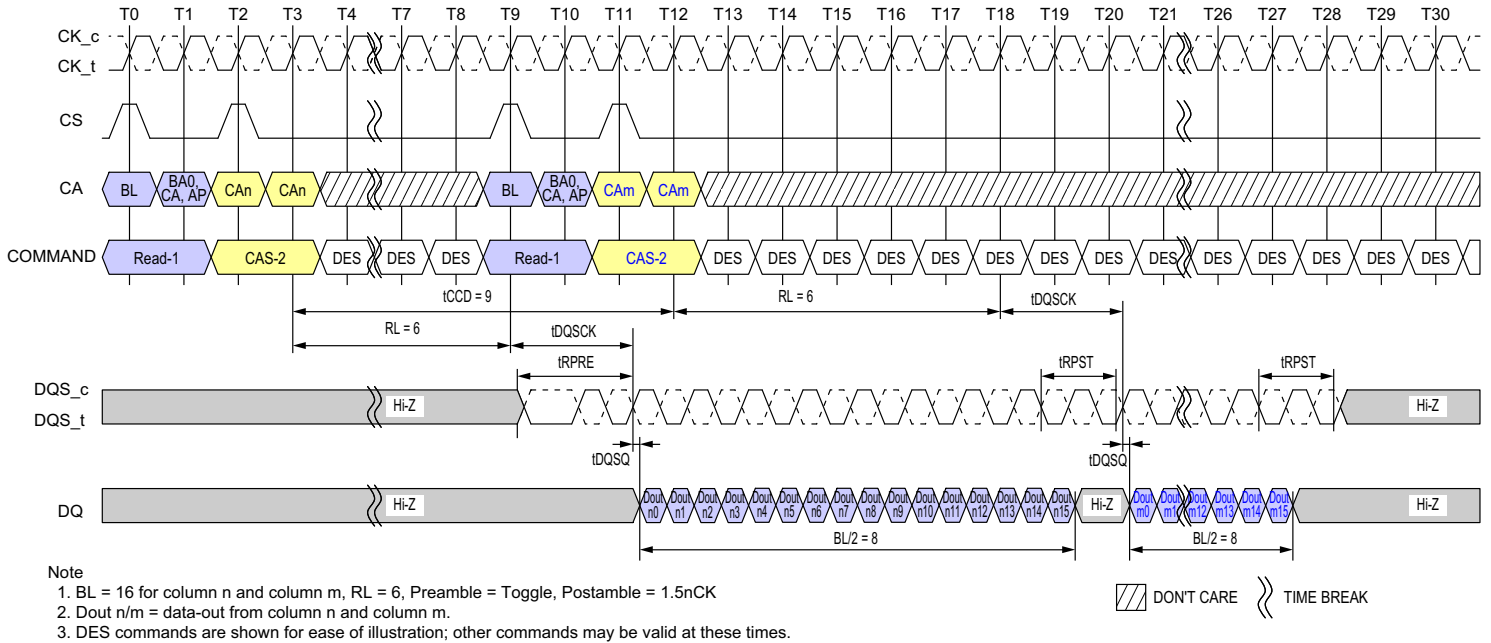 T0 T1 T2 T3 T4 T7 T8 T9 T10 T11 T12 T13 T14 T15 T16 T17 T18 T19 T20 T21 T26 T27 T28 T29 T30
CK_c
CK_t
CS
CA BL BA0, CA, AP CAn CAn BL BA0, CA, AP CAm CAm
COMMAND Read-1 CAS-2 DES DES DES Read-1 CAS-2 DES DES DES DES DES DES DES DES DES DES DES DES DES DES
tCCD = 9 RL = 6 tDQSCK
RL = 6 tDQSCK
tRPRE tRPST tRPST
DQS_c
DQS_t
Hi-Z Hi-Z
tDQSQ tDQSQ
DQ Hi-Z Dout n0 Dout n1 Dout n2 Dout n3 Dout n4 Dout n5 Dout n6 Dout n7 Dout n8 Dout n9 Dout n10 Dout n11 Dout n12 Dout n13 Dout n14 Dout n15 Hi-Z Dout m0 Dout m1 Dout m12 Dout m13 Dout m14 Dout m15 Hi-Z
BL/2 = 8 BL/2 = 8
Note
1. BL = 16 for column n and column m, RL = 6, Preamble = Toggle, Postamble = 1.5nCK
2. Dout n/m = data-out from column n and column m.
3. DES commands are shown for ease of illustration; other commands may be valid at these times.
DON'T CARE TIME BREAK